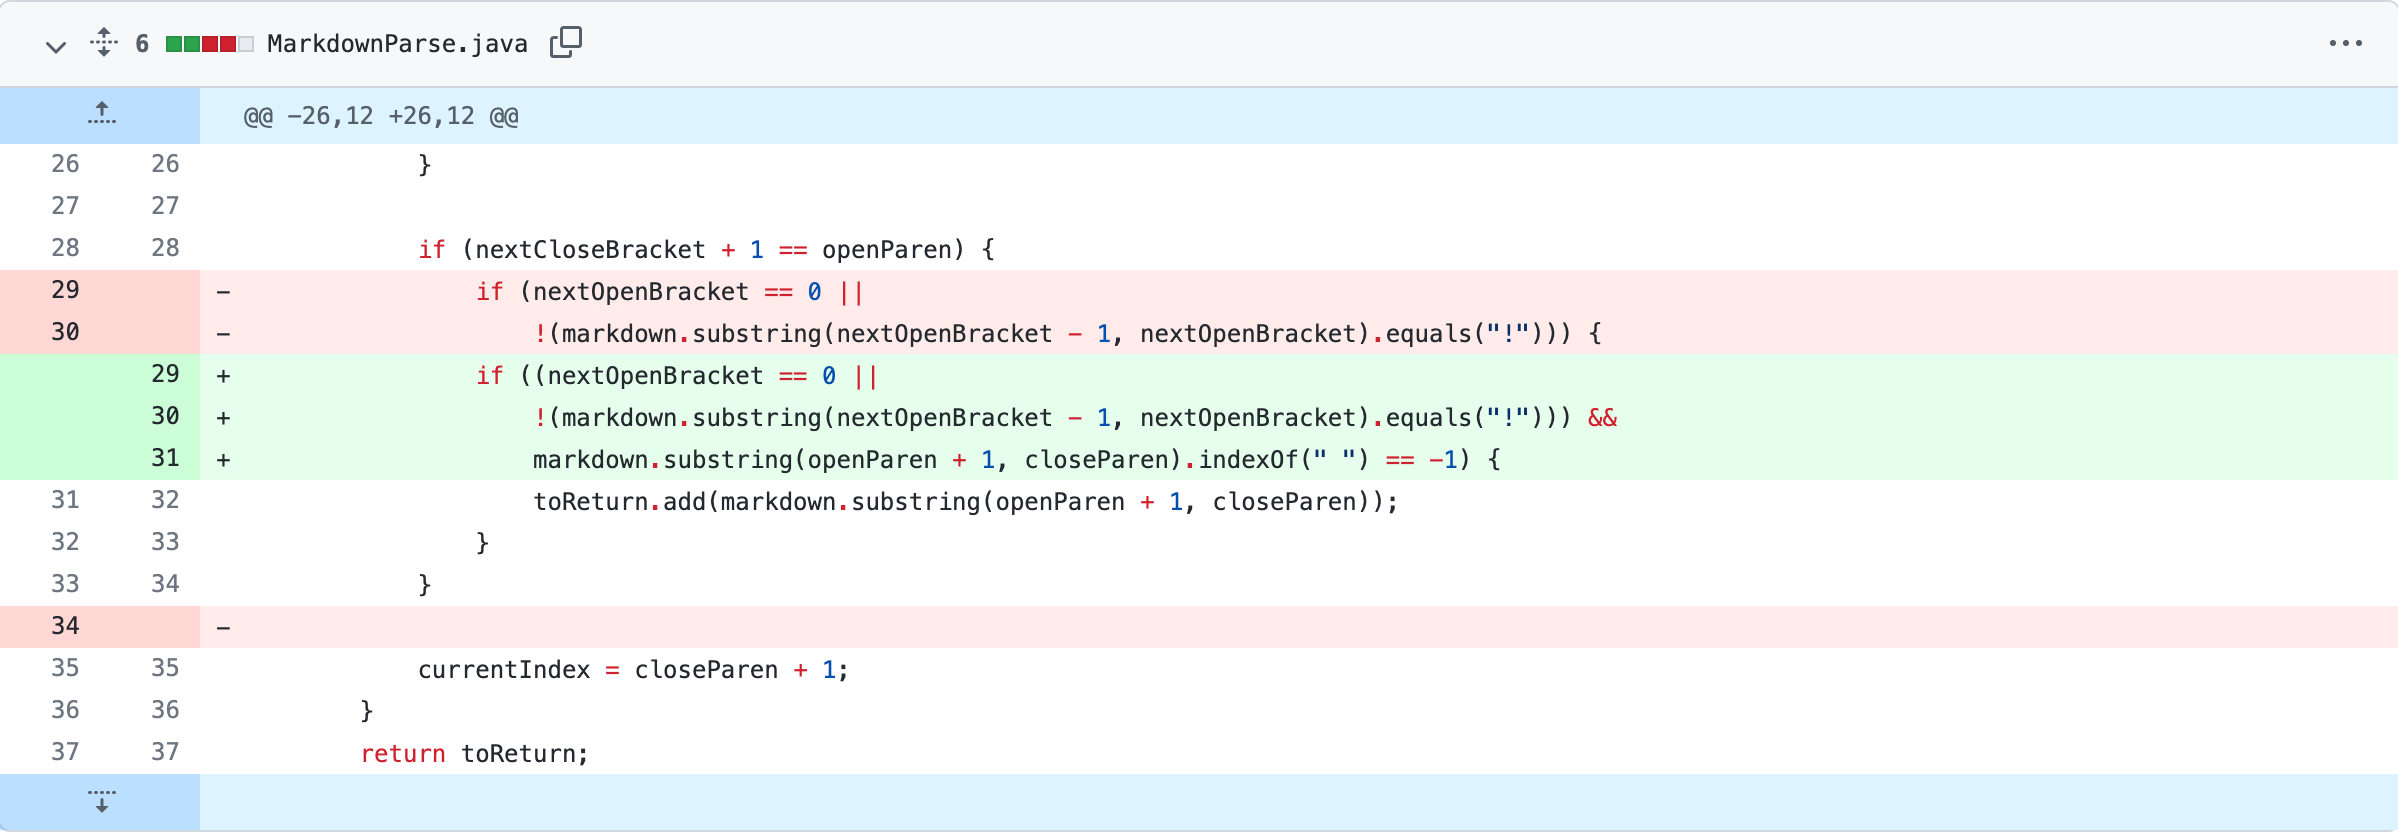 6 MarkdownParse.java
@@ -26,12 +26,12 @@
26 26 }
27 27
28 28 if (nextCloseBracket + 1 == openParen) {
29 - if (nextOpenBracket == 0 ||
30 - !(markdown.substring(nextOpenBracket - 1, nextOpenBracket).equals("!"))) {
29 + if ((nextOpenBracket == 0 ||
30 + !(markdown.substring(nextOpenBracket - 1, nextOpenBracket).equals("!"))) &&
31 + markdown.substring(openParen + 1, closeParen).indexOf(" ") == -1) {
31 32 toReturn.add(markdown.substring(openParen + 1, closeParen));
32 33 }
33 34 }
34 -
35 35 currentIndex = closeParen + 1;
36 36 }
37 37 return toReturn;